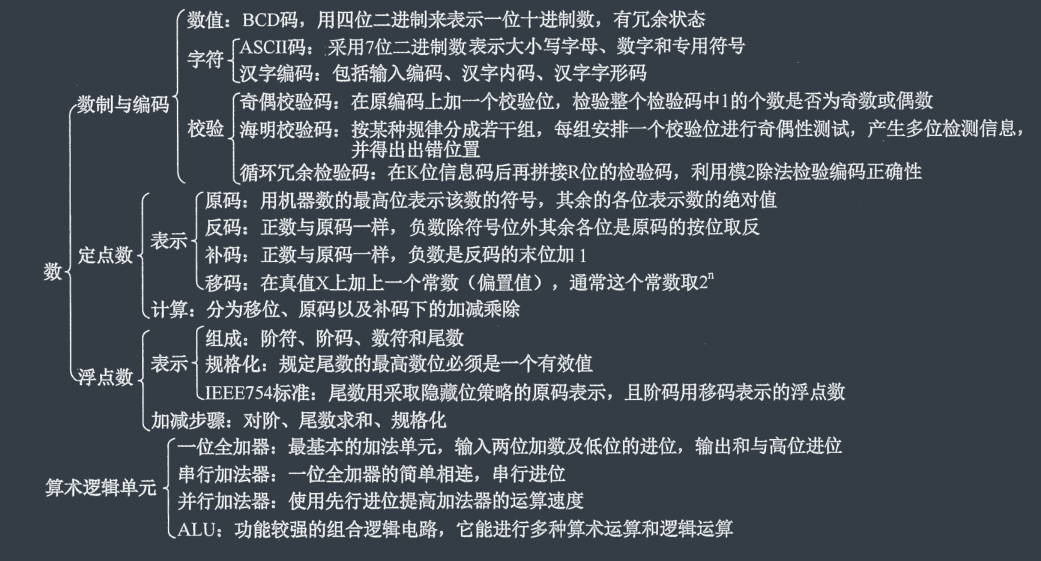 数值：BCD码，用四位二进制来表示一位十进制数，有冗余状态
字符
ASCII码：采用7位二进制数表示大小写字母、数字和专用符号
汉字编码：包括输入编码、汉字内码、汉字字形码
数制与编码
奇偶校验码：在原编码上加一个校验位，检验整个检验码中1的个数是否为奇数或偶数
校验
海明校验码：按某种规律分成若干组，每组安排一个校验位进行奇偶性测试，产生多位检测信息，
并得出出错位置
循环冗余检验码：在K位信息码后再拼接R位的检验码，利用模2除法检验编码正确性
数
定点数
表示
原码：用机器数的最高位表示该数的符号，其余的各位表示数的绝对值
反码：正数与原码一样，负数除符号位外其余各位是原码的按位取反
补码：正数与原码一样，负数是反码的末位加1
移码：在真值X上加上一个常数（偏置值），通常这个常数取2ⁿ
计算：分为移位、原码以及补码下的加减乘除
浮点数
表示
组成：阶符、阶码、数符和尾数
规格化：规定尾数的最高数位必须是一个有效值
IEEE754标准：尾数用采取隐藏位策略的原码表示，且阶码用移码表示的浮点数
加减步骤：对阶、尾数求和、规格化
算术逻辑单元
一位全加器：最基本的加法单元，输入两位加数及低位的进位，输出和与高位进位
串行加法器：一位全加器的简单相连，串行进位
并行加法器：使用先行进位提高加法器的运算速度
ALU：功能较强的组合逻辑电路，它能进行多种算术运算和逻辑运算